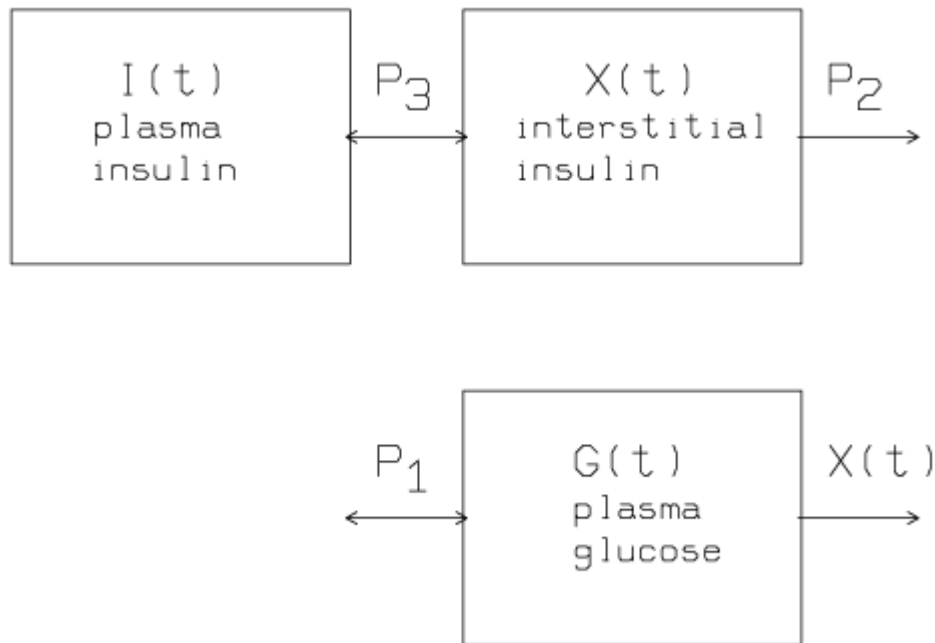 I(t)
plasma
insulin
P3
X(t)
interstitial
insulin
P2
P1
G(t)
plasma
glucose
X(t)